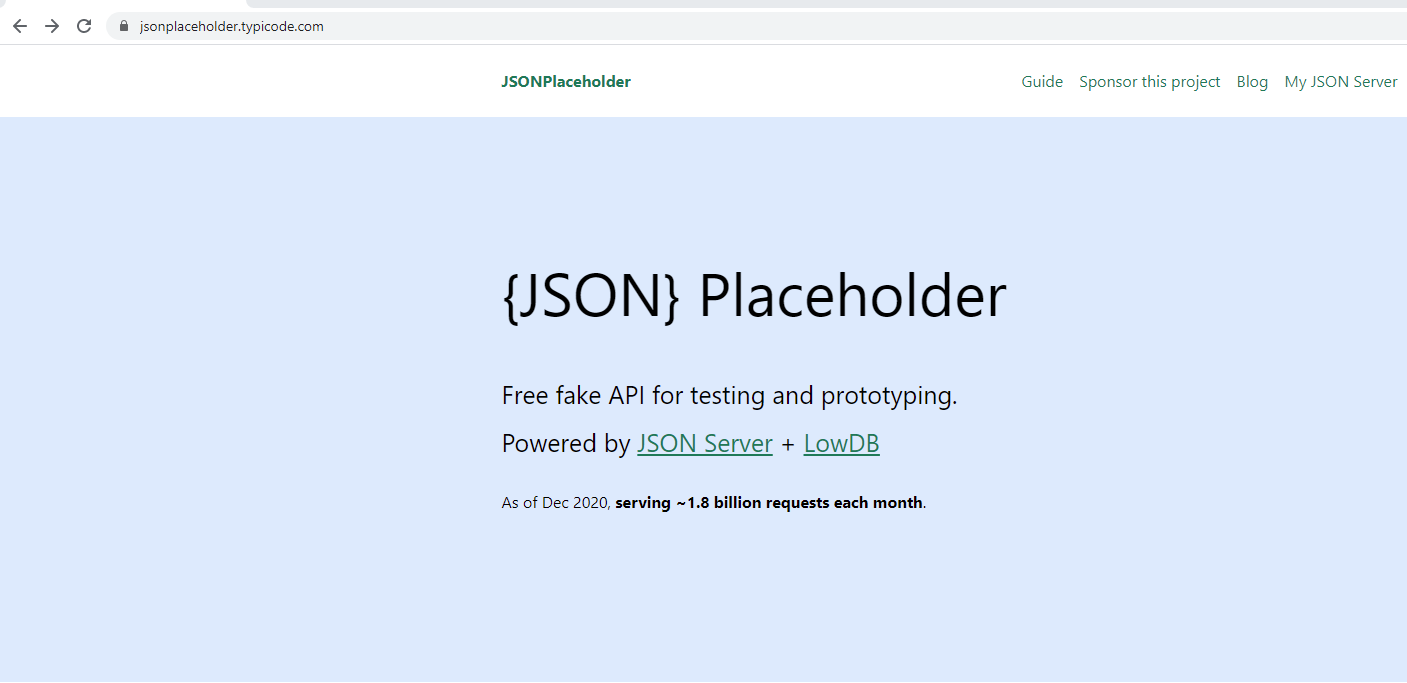 jsonplaceholder.typicode.com
JSONPlaceholder Guide Sponsor this project Blog My JSON Server
{JSON} Placeholder
Free fake API for testing and prototyping.
Powered by JSON Server + LowDB
As of Dec 2020, serving ~1.8 billion requests each month.